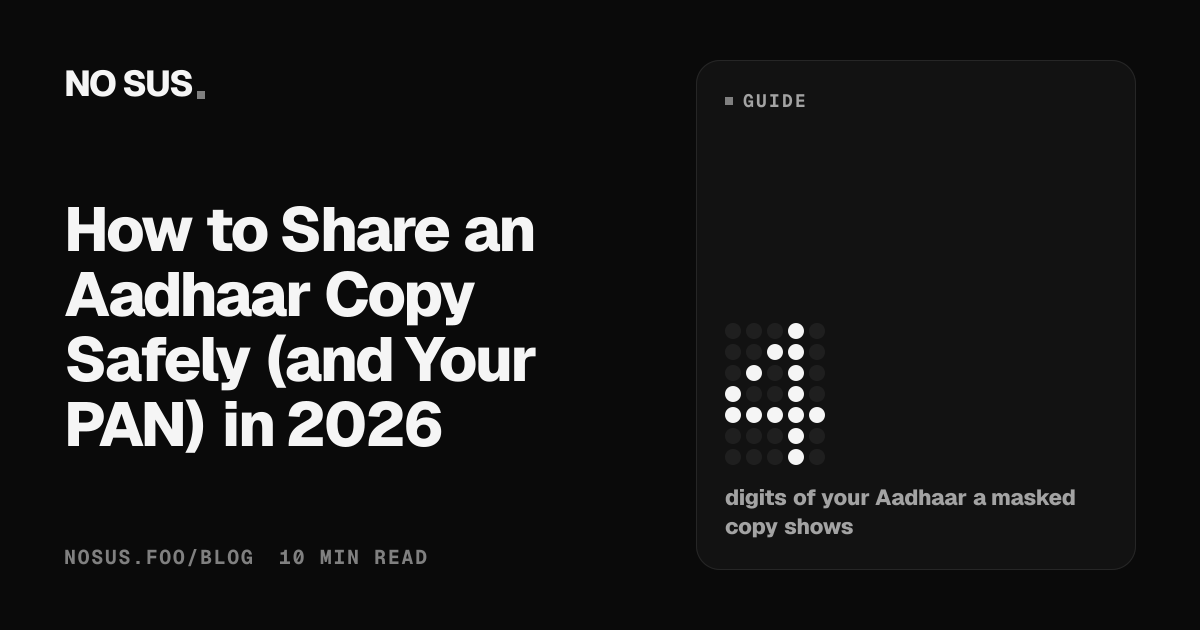 NO SUS.
How to Share an
Aadhaar Copy
Safely (and Your
PAN) in 2026
NOSUS.FOO/BLOG 10 MIN READ
GUIDE
4
digits of your Aadhaar a masked
copy shows